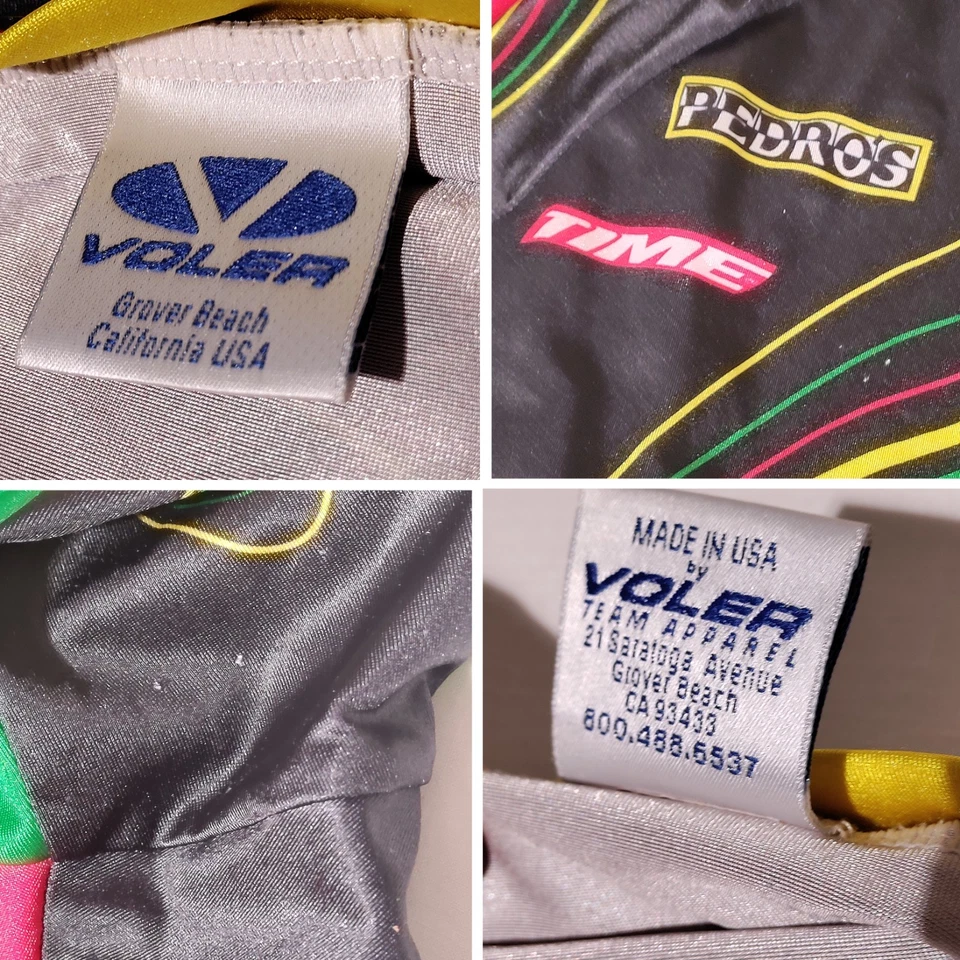 VOLER
Grover Beach
California USA
PEDRO'S
TIME
MADE IN USA
by
VOLER
TEAM APPAREL
21 Saratoga Avenue
Grover Beach
CA 93433
800.488.6537